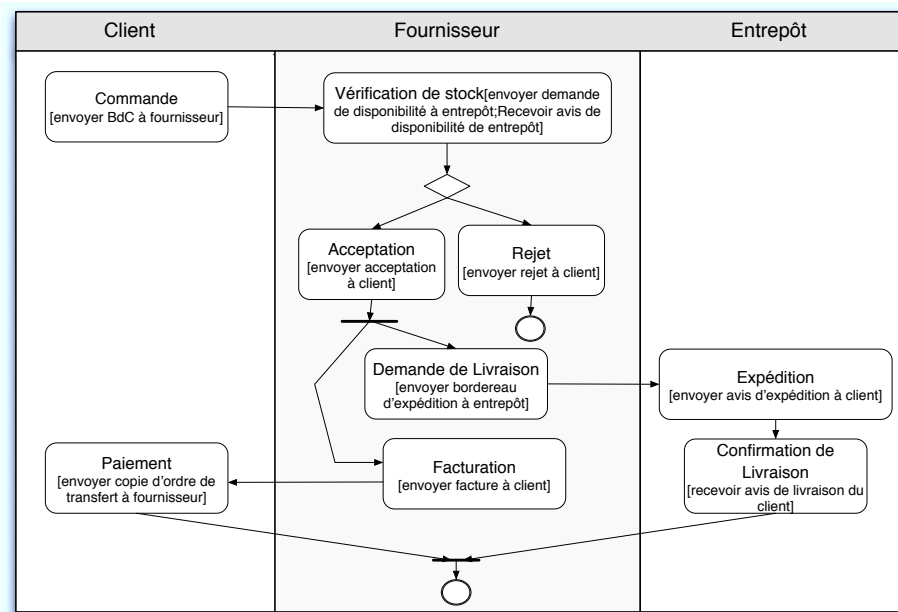 Client
Fournisseur
Entrepôt
Commande
[envoyer BdC à fournisseur]
Vérification de stock[envoyer demande
de disponibilité à entrepôt;Recevoir avis de
disponibilité de entrepôt]
Acceptation
[envoyer acceptation
à client]
Rejet
[envoyer rejet à client]
Demande de Livraison
[envoyer bordereau
d'expédition à entrepôt]
Expédition
[envoyer avis d'expédition à client]
Paiement
[envoyer copie d'ordre de
transfert à fournisseur]
Facturation
[envoyer facture à client]
Confirmation de
Livraison
[recevoir avis de livraison du
client]